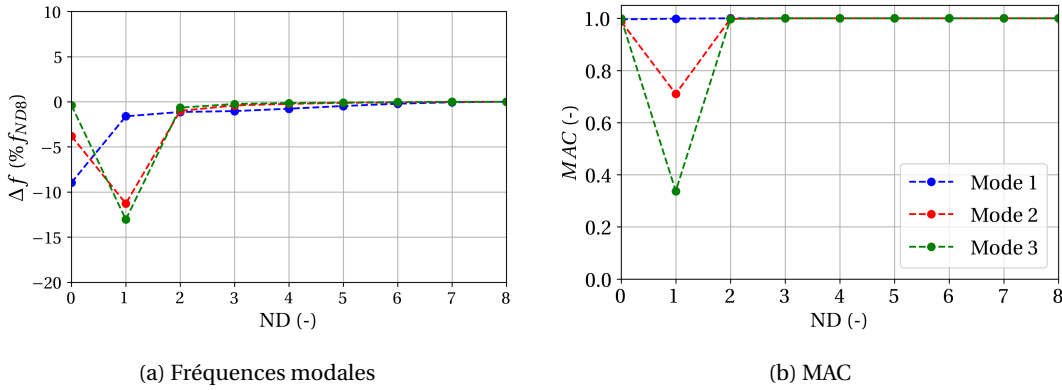 10
5
0
−5
−10
−15
−20
Δf (%f_{ND8})
0 1 2 3 4 5 6 7 8
ND (-)
(a) Fréquences modales
1.0
0.8
0.6
0.4
0.2
0.0
MAC (-)
Mode 1
Mode 2
Mode 3
0 1 2 3 4 5 6 7 8
ND (-)
(b) MAC